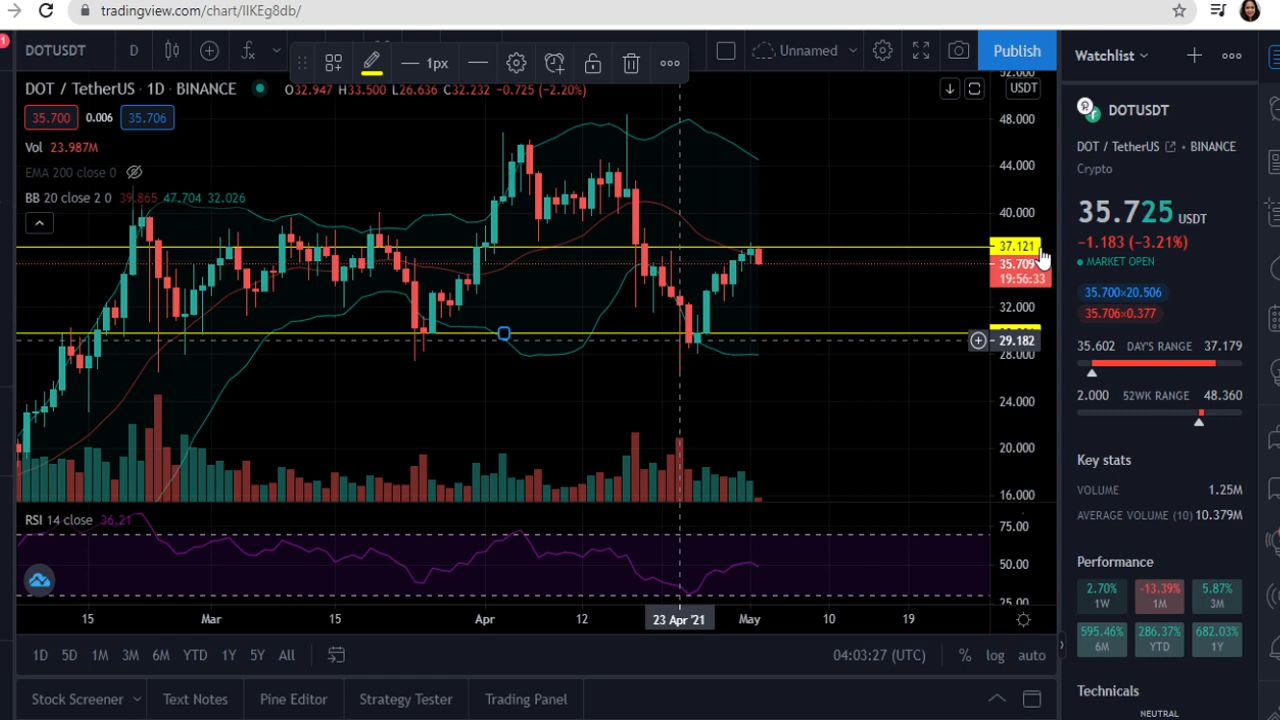 tradingview.com/chart/IIKEg8db/
DOTUSDT D 1px Unnamed Publish
DOT / TetherUS · 1D · BINANCE O32.947 H33.500 L26.636 C32.232 −0.725 (−2.20%)
35.700 0.006 35.706
Vol 23.987M
EMA 200 close 0
BB 20 close 2 0 39.865 47.704 32.026
USDT
48.000
44.000
40.000
37.121
35.709
19:56:33
32.000
29.182
28.000
24.000
20.000
16.000
RSI 14 close 36.21
75.00
50.00
25.00
15 Mar 15 Apr 12 23 Apr '21 May 10 19
1D 5D 1M 3M 6M YTD 1Y 5Y All 04:03:27 (UTC) % log auto
Stock Screener Text Notes Pine Editor Strategy Tester Trading Panel
Watchlist
DOTUSDT
DOT / TetherUS • BINANCE
Crypto
35.725 USDT
−1.183 (−3.21%)
MARKET OPEN
35.700×20.506
35.706×0.377
35.602 DAY'S RANGE 37.179
2.000 52WK RANGE 48.360
Key stats
VOLUME 1.25M
AVERAGE VOLUME (10) 10.379M
Performance
2.70% −13.39% 5.87%
1W 1M 3M
595.46% 286.37% 682.03%
6M YTD 1Y
Technicals
NEUTRAL